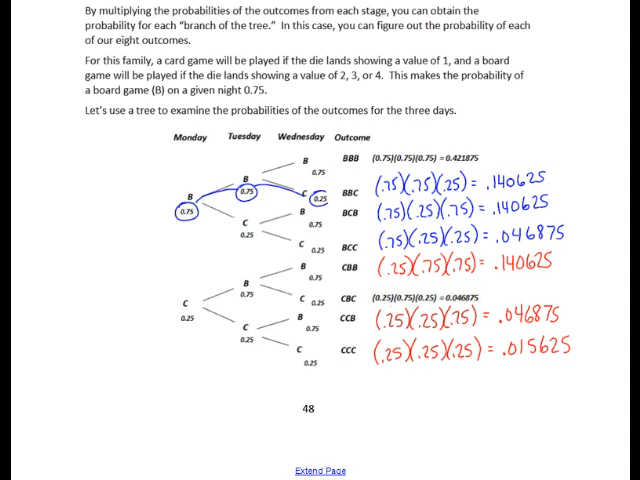 By multiplying the probabilities of the outcomes from each stage, you can obtain the
probability for each “branch of the tree.” In this case, you can figure out the probability of each
of our eight outcomes.
For this family, a card game will be played if the die lands showing a value of 1, and a board
game will be played if the die lands showing a value of 2, 3, or 4. This makes the probability of
a board game (B) on a given night 0.75.
Let’s use a tree to examine the probabilities of the outcomes for the three days.
Monday Tuesday Wednesday Outcome
B BBB (0.75)(0.75)(0.75) = 0.421875
0.75
B
0.75
C 0.25 BBC (.75)(.75)(.25) = .140625
B
0.75
B BCB (.75)(.25)(.75) = .140625
0.75
C
0.25
C 0.25 BCC (.75)(.25)(.25) = .046875
B CBB (.25)(.75)(.75) = .140625
0.75
B
0.75
C 0.25 CBC (0.25)(0.75)(0.25) = 0.046875
C
0.25
B CCB (.25)(.25)(.75) = .046875
0.75
C
0.25
C CCC (.25)(.25)(.25) = .015625
0.25
48
Extend Page